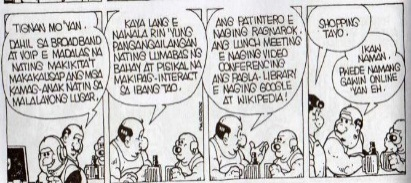 TIGNAN MO 'YAN.
DAHIL SA BROADBAND
AT VOIP E MADALAS NA
NATING MAKIKITA'T
MAKAKAUSAP ANG MGA
KAMAG-ANAK NATIN SA
MALALAYONG LUGAR.
KAYA LANG E
NAWALA RIN 'YUNG
PANGANGAILANGAN
NATING LUMABAS NG
BAHAY AT PISIKAL NA
MAKIPAG-INTERACT
SA IBANG TAO.
ANG PATINTERO E
NAGING RAGNAROK.
ANG LUNCH MEETING
E NAGING VIDEO
CONFERENCING.
ANG PAGLA-LIBRARY
E NAGING GOOGLE
AT WIKIPEDIA!
SHOPPING
TAYO.
IKAW
NAMAN.
PWEDE NAMANG
GAWIN ONLINE
'YAN EH.